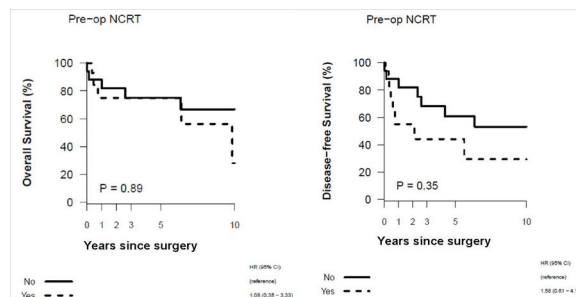 Pre-op NCRT
Overall Survival (%)
100
80
60
40
20
0
P = 0.89
0 1 2 3 5 10
Years since surgery
HR (95% CI)
No (reference)
Yes 1.08 (0.35 – 3.33)
Pre-op NCRT
Disease-free Survival (%)
100
80
60
40
20
0
P = 0.35
0 1 2 3 5 10
Years since surgery
HR (95% CI)
No (reference)
Yes 1.58 (0.61 – 4.